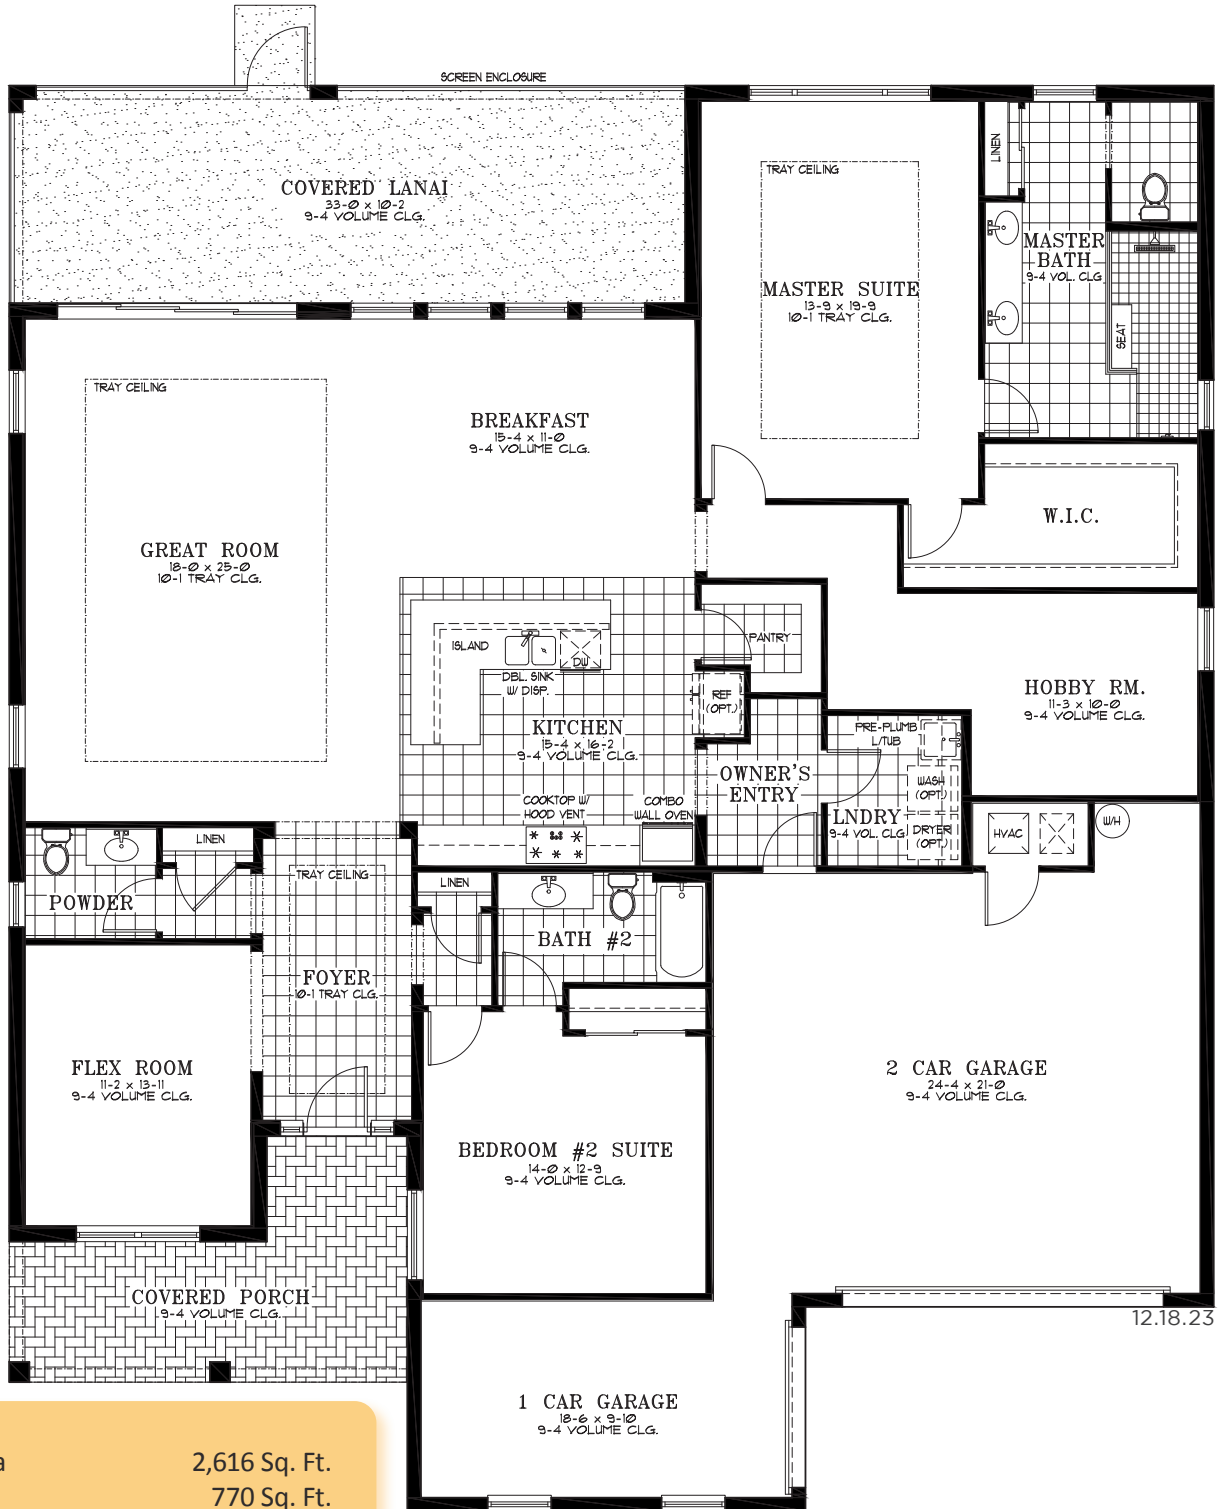 SCREEN ENCLOSURE
COVERED LANAI
33-0 x 10-2
9-4 VOLUME CLG.
TRAY CEILING
MASTER SUITE
13-9 x 19-9
10-1 TRAY CLG.
LINEN
MASTER
BATH
9-4 VOL. CLG
SEAT
TRAY CEILING
BREAKFAST
15-4 x 11-0
9-4 VOLUME CLG.
GREAT ROOM
18-0 x 25-0
10-1 TRAY CLG.
W.I.C.
ISLAND
DW
DBL. SINK
W/ DISP.
PANTRY
REF
(OPT.)
KITCHEN
15-4 x 16-2
9-4 VOLUME CLG.
HOBBY RM.
11-3 x 10-0
9-4 VOLUME CLG.
PRE-PLUMB
L/TUB
OWNER'S
ENTRY
WASH
(OPT.)
COOKTOP W/
HOOD VENT
COMBO
WALL OVEN
LNDRY
9-4 VOL. CLG
DRYER
(OPT.)
HVAC
W/H
LINEN
POWDER
TRAY CEILING
LINEN
BATH #2
FOYER
10-1 TRAY CLG.
FLEX ROOM
11-2 x 13-11
9-4 VOLUME CLG.
2 CAR GARAGE
24-4 x 21-0
9-4 VOLUME CLG.
BEDROOM #2 SUITE
14-0 x 12-9
9-4 VOLUME CLG.
COVERED PORCH
9-4 VOLUME CLG.
12.18.23
1 CAR GARAGE
18-6 x 9-10
9-4 VOLUME CLG.
2,616 Sq. Ft.
770 Sq. Ft.